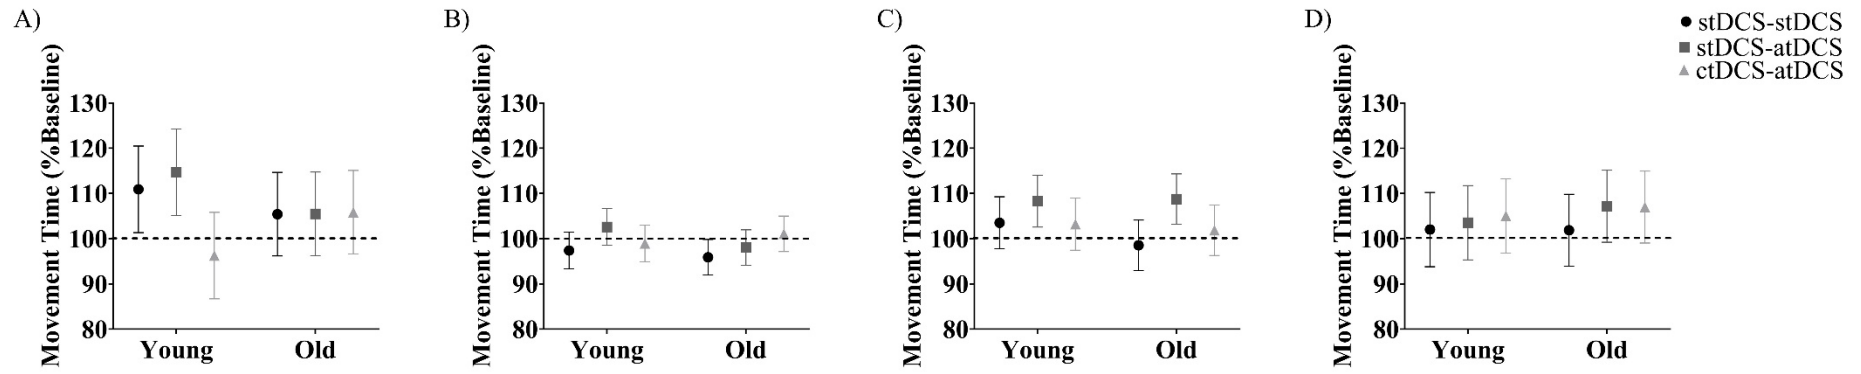 A)
Movement Time (%Baseline)
130
120
110
100
90
80
Young Old
B)
Movement Time (%Baseline)
130
120
110
100
90
80
Young Old
C)
Movement Time (%Baseline)
130
120
110
100
90
80
Young Old
D)
Movement Time (%Baseline)
130
120
110
100
90
80
Young Old
stDCS-stDCS
stDCS-atDCS
ctDCS-atDCS